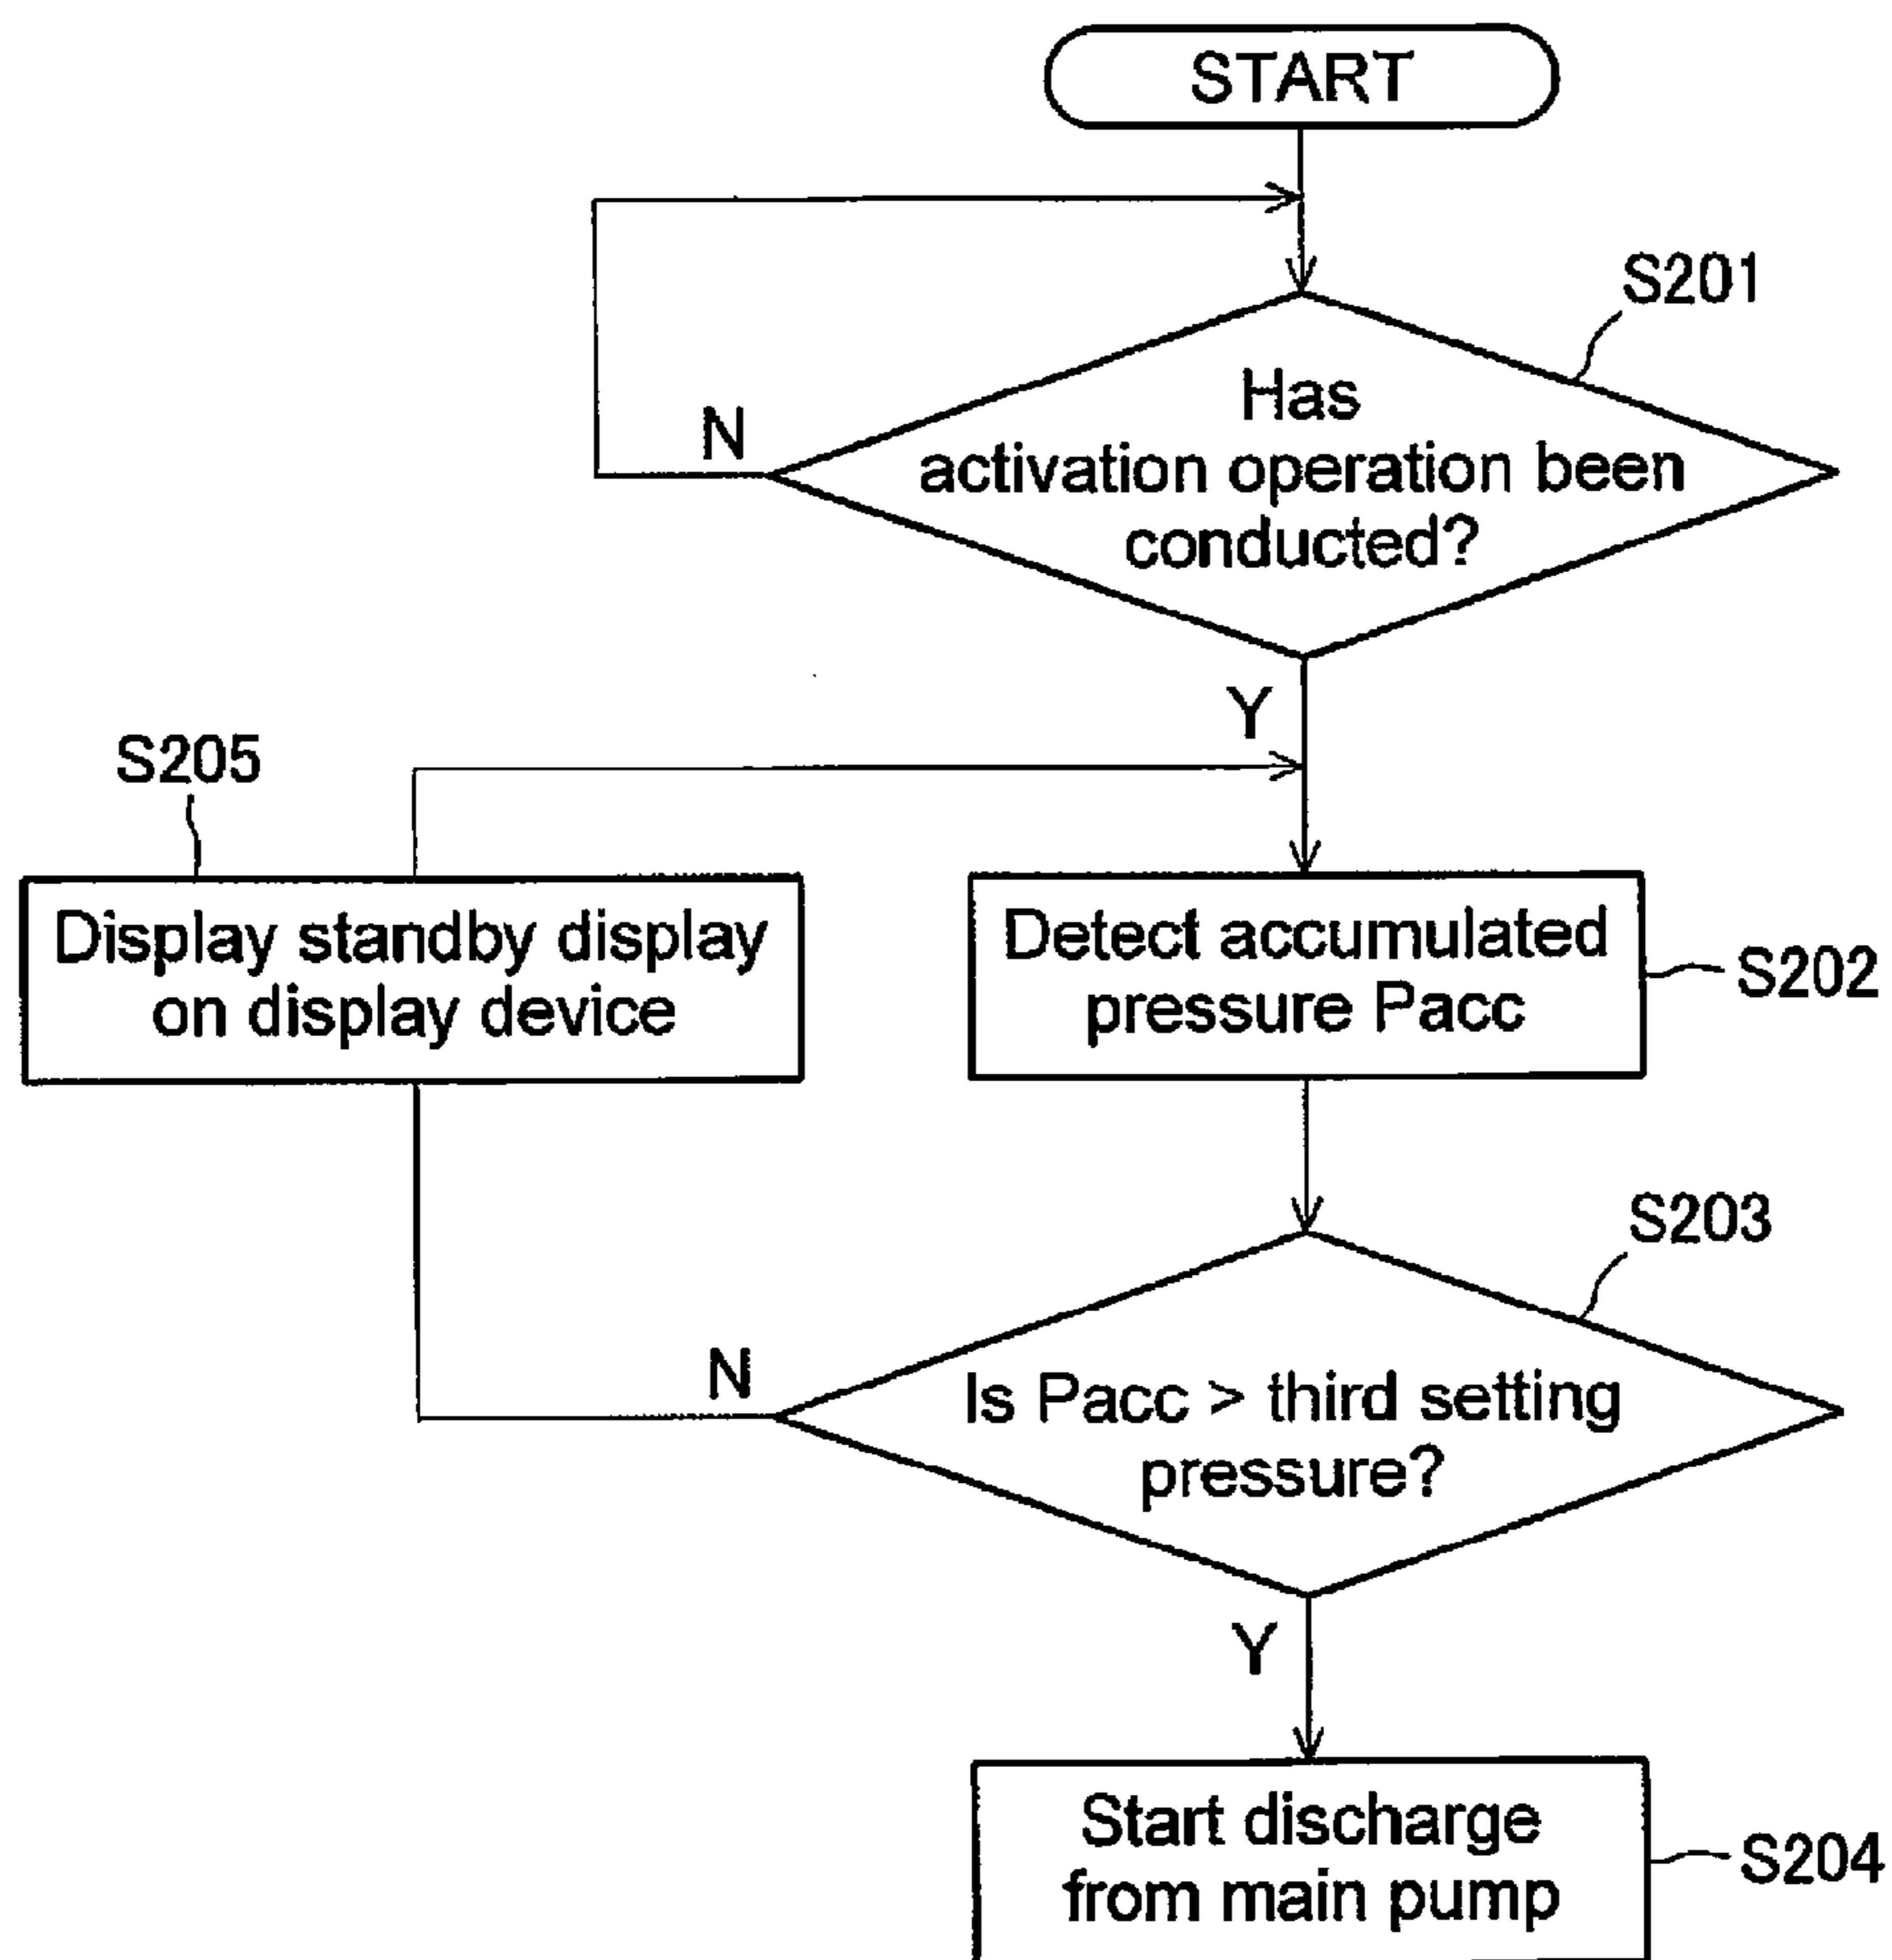 START
S201
Has
activation operation been
conducted?
N
Y
S205
Display standby display
on display device
Detect accumulated
pressure Pacc
S202
S203
Is Pacc > third setting
pressure?
N
Y
Start discharge
from main pump
S204